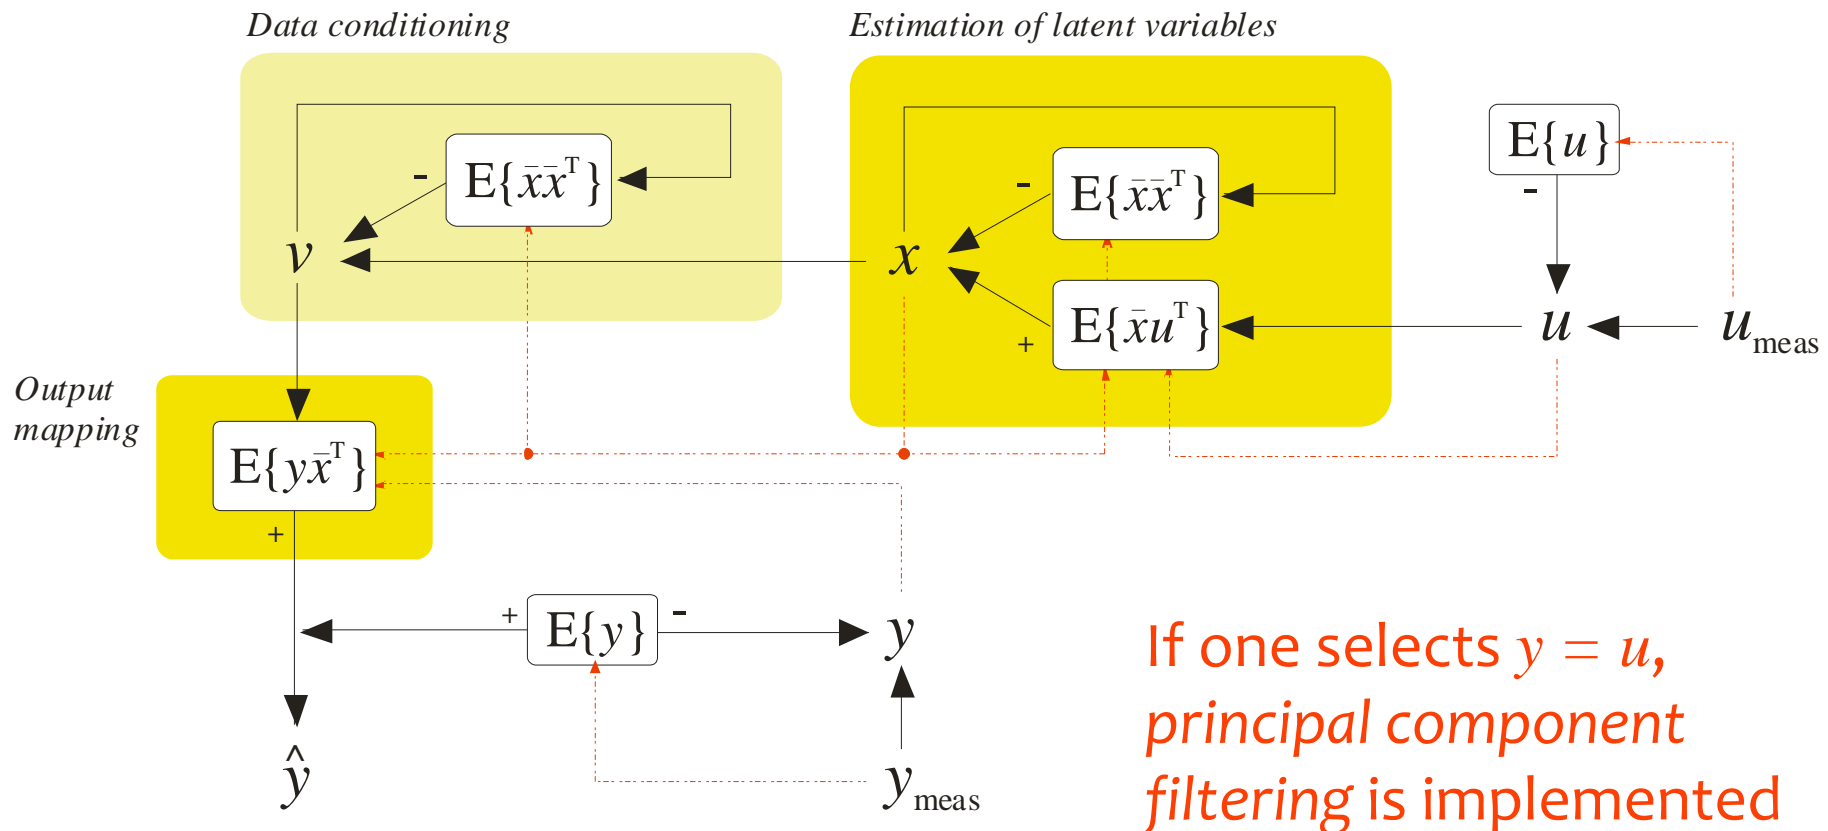 Data conditioning
Estimation of latent variables
E{x̄x̄ᵀ}
-
v
E{x̄x̄ᵀ}
-
x
E{x̄uᵀ}
+
E{u}
-
u
u_meas
Output
mapping
E{yx̄ᵀ}
+
+
E{y}
-
y
ŷ
y_meas
If one selects y = u,
principal component
filtering is implemented